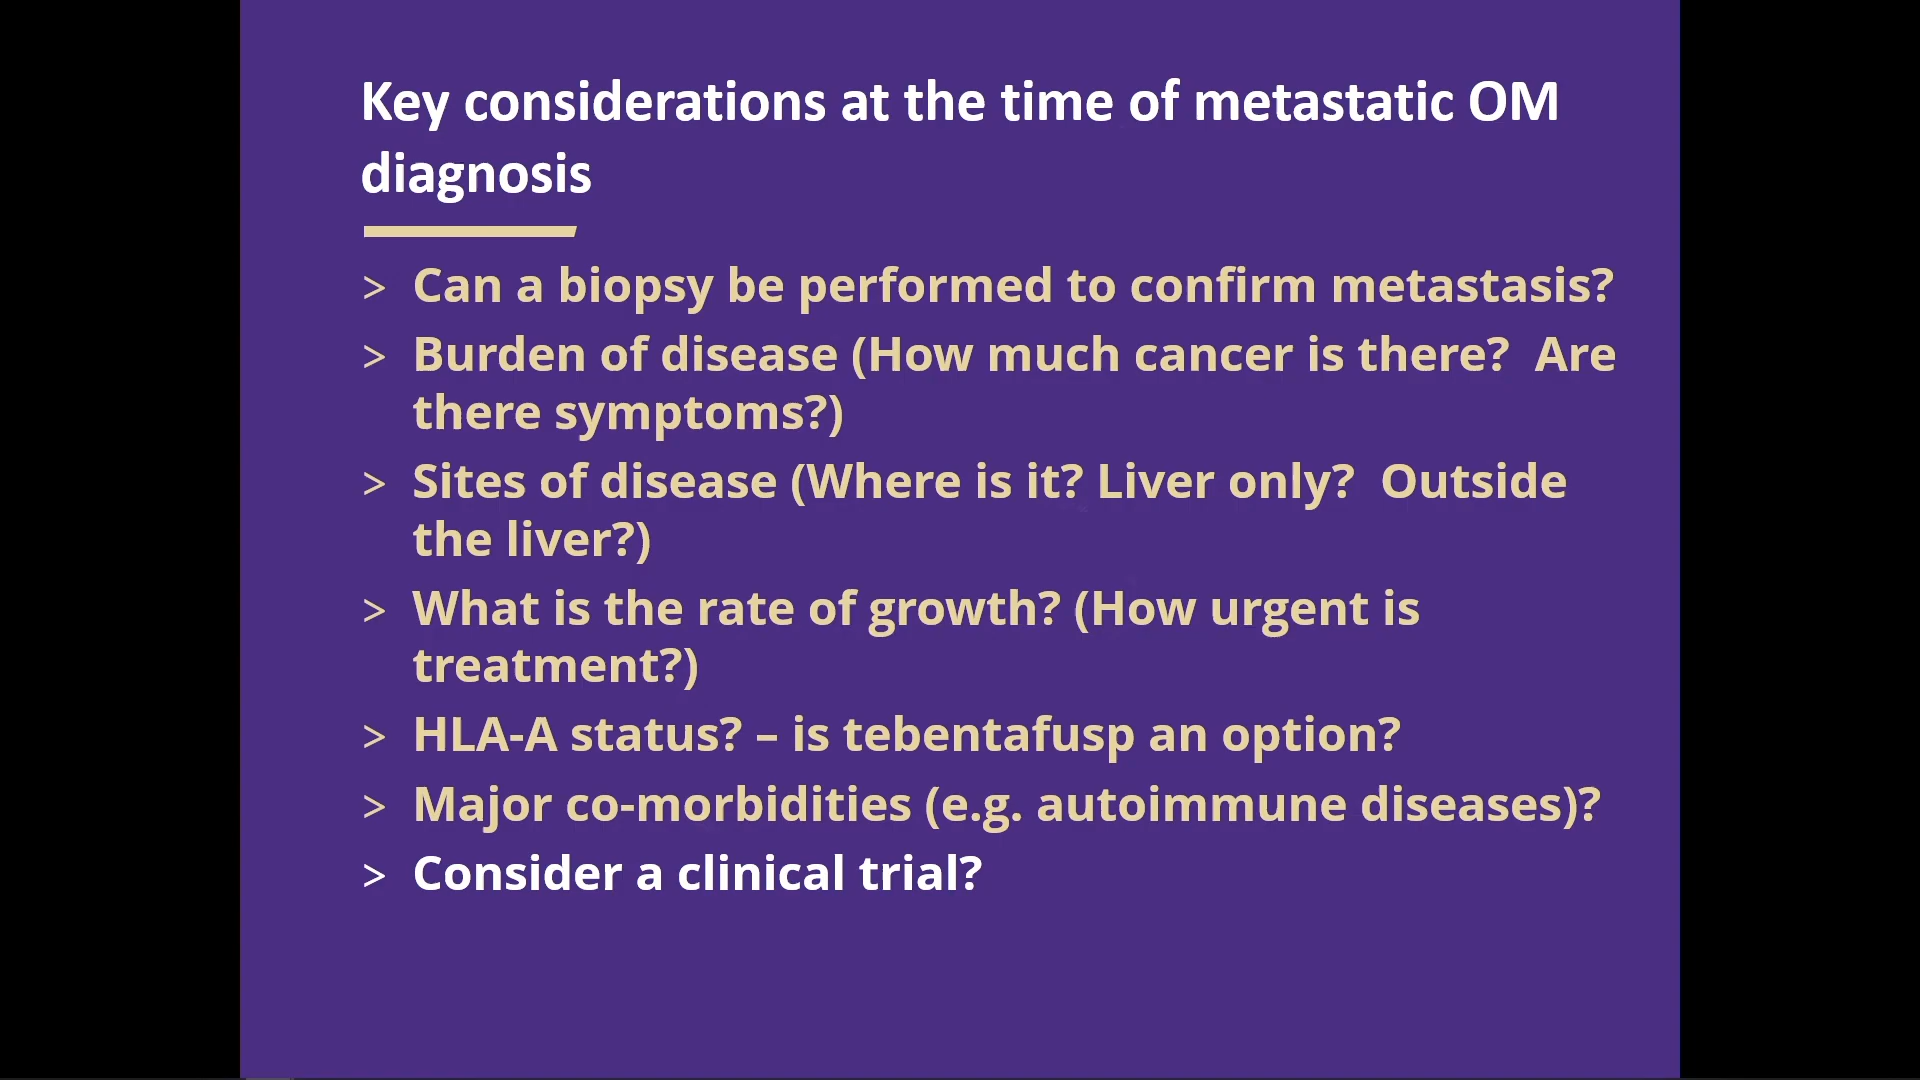 Key considerations at the time of metastatic OM
diagnosis
> Can a biopsy be performed to confirm metastasis?
> Burden of disease (How much cancer is there?  Are
there symptoms?)
> Sites of disease (Where is it? Liver only?  Outside
the liver?)
> What is the rate of growth? (How urgent is
treatment?)
> HLA-A status? – is tebentafusp an option?
> Major co-morbidities (e.g. autoimmune diseases)?
> Consider a clinical trial?